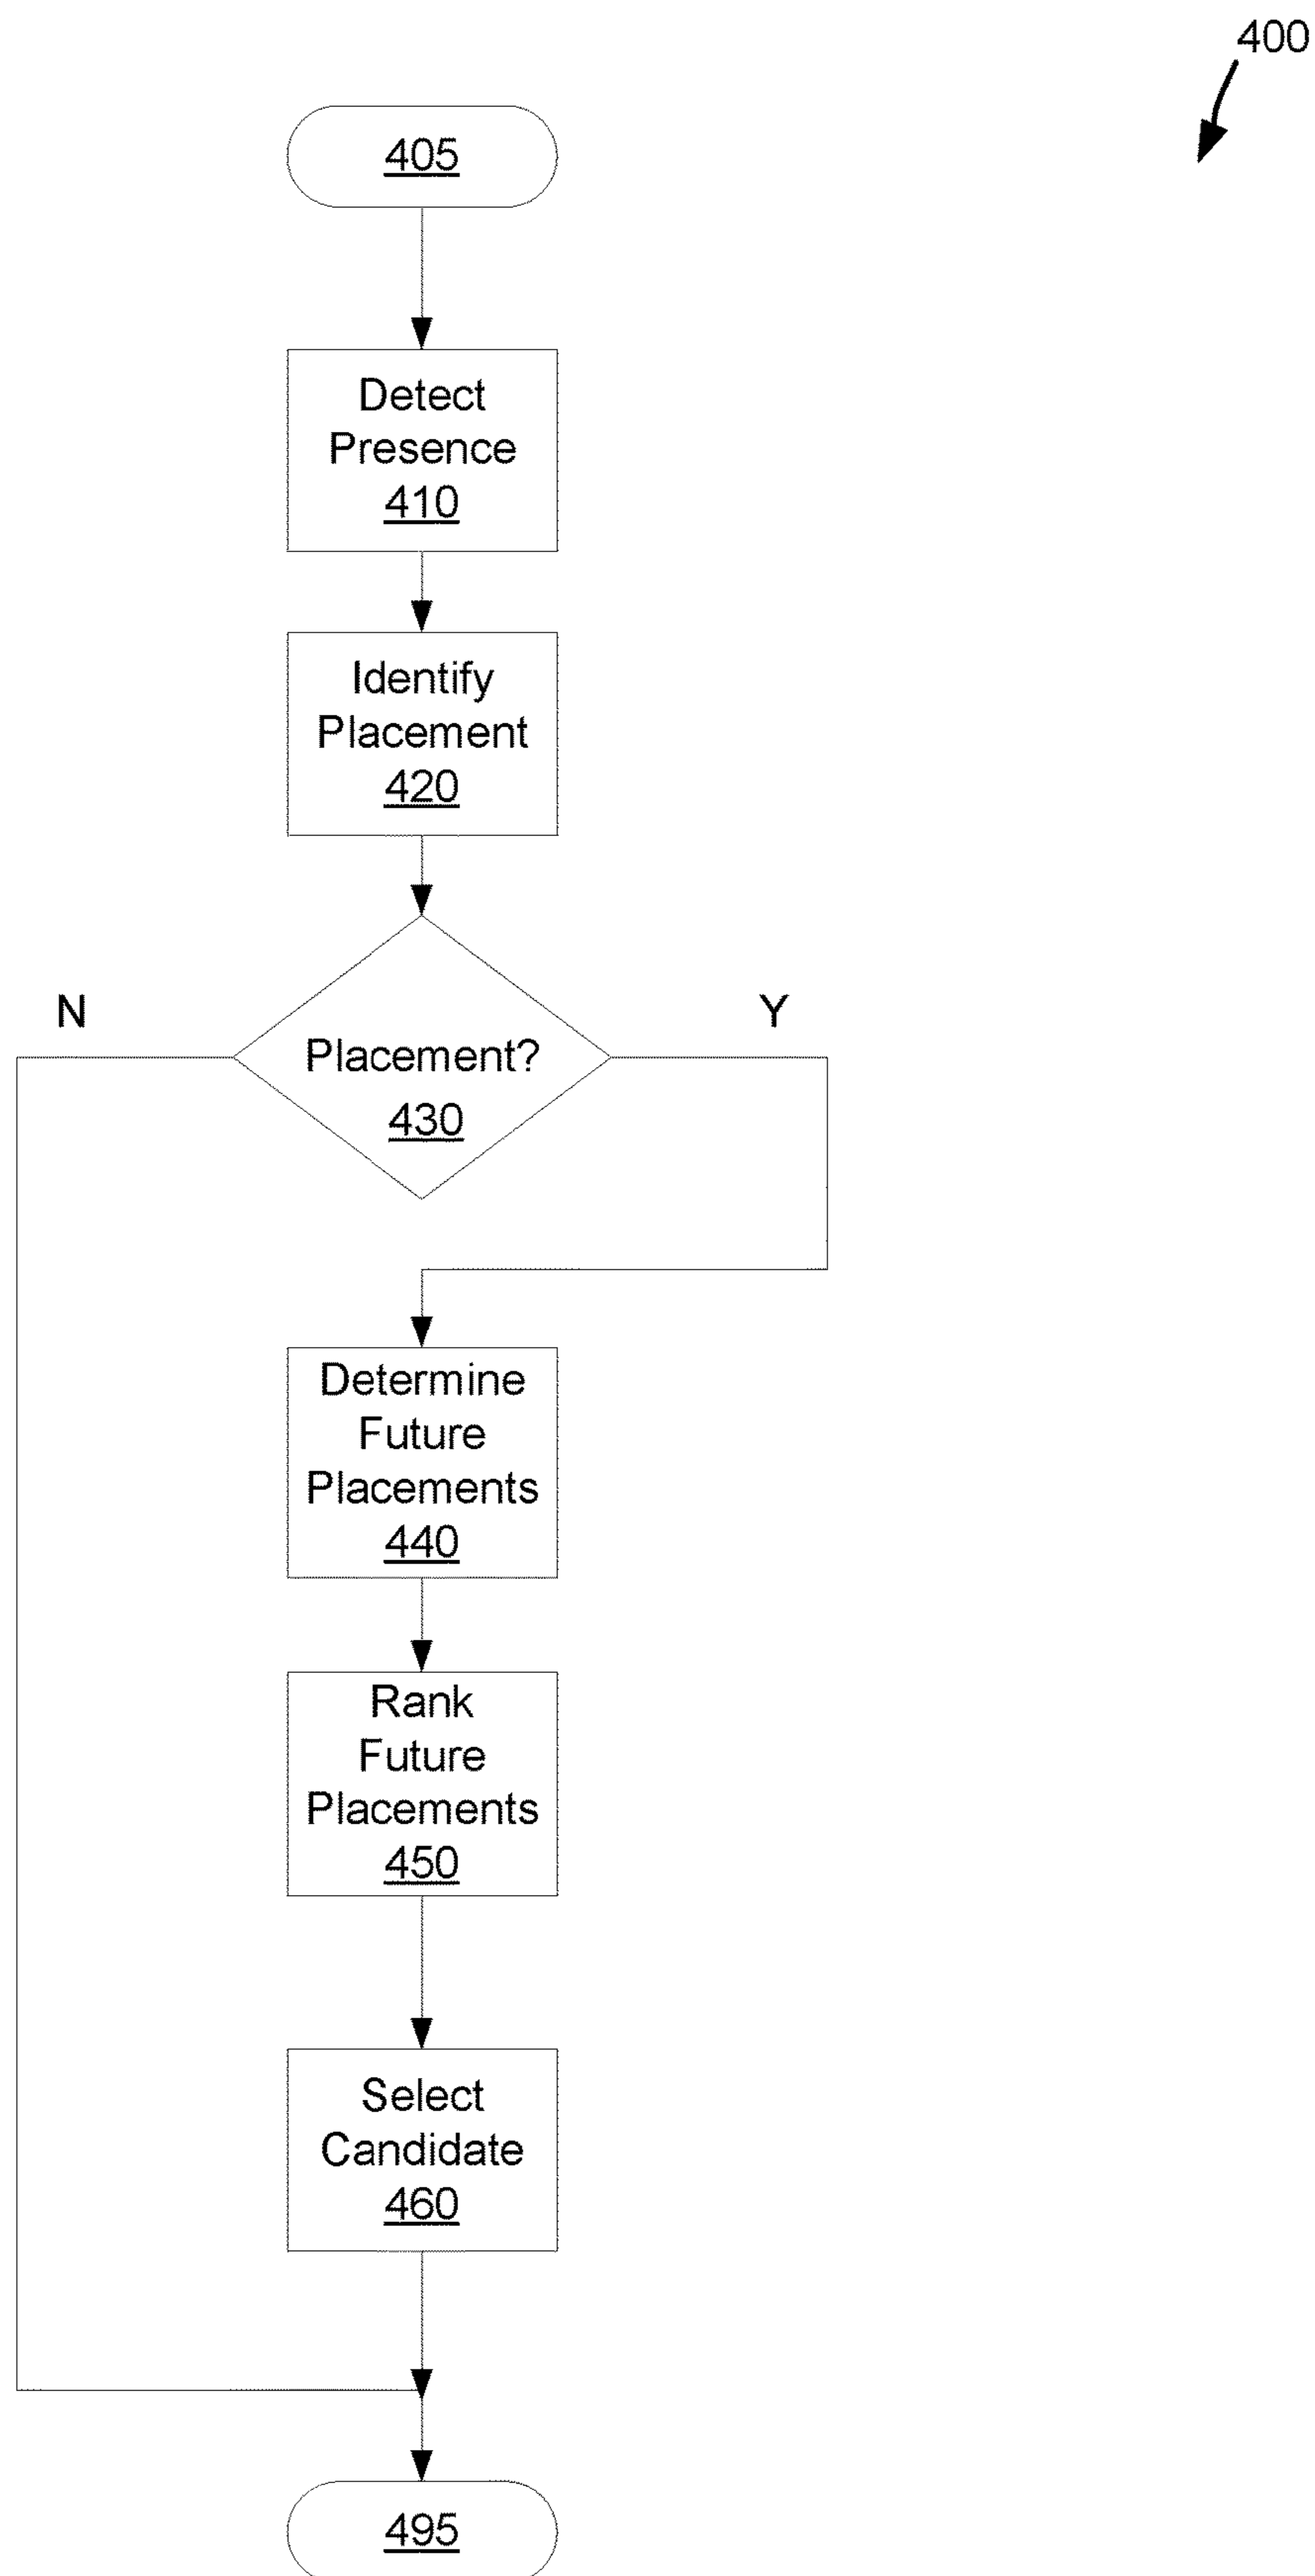 400
405
Detect
Presence
410
Identify
Placement
420
N
Y
Placement?
430
Determine
Future
Placements
440
Rank
Future
Placements
450
Select
Candidate
460
495